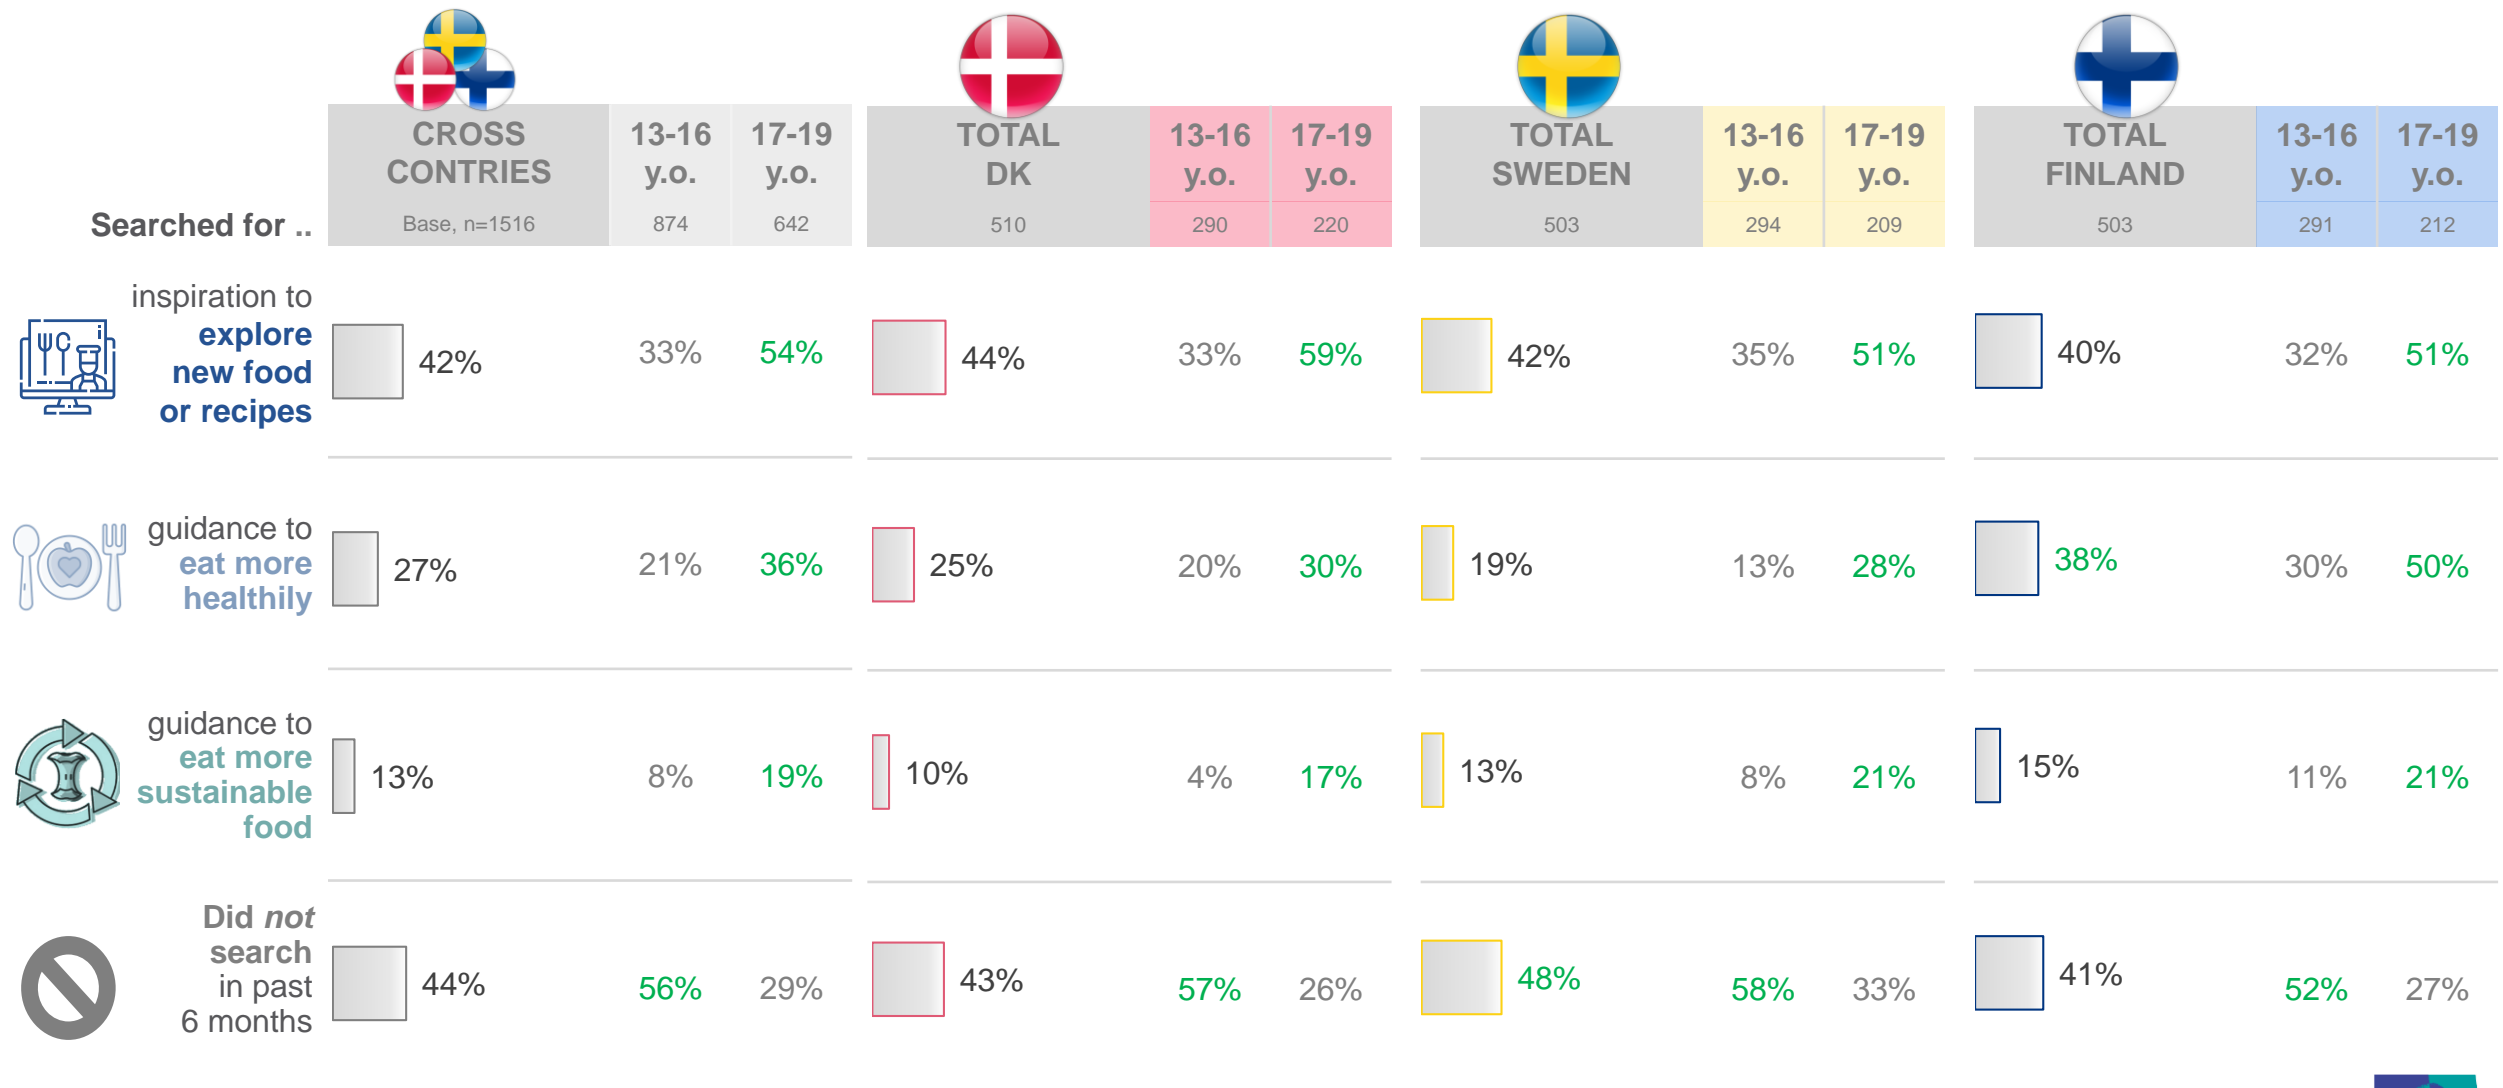 CROSS
CONTRIES
13-16
y.o.
17-19
y.o.
TOTAL
DK
13-16
y.o.
17-19
y.o.
TOTAL
SWEDEN
13-16
y.o.
17-19
y.o.
TOTAL
FINLAND
13-16
y.o.
17-19
y.o.
Searched for ..
Base, n=1516
874
642
510
290
220
503
294
209
503
291
212
inspiration to
explore
new food
or recipes
42%
33%
54%
44%
33%
59%
42%
35%
51%
40%
32%
51%
guidance to
eat more
healthily
27%
21%
36%
25%
20%
30%
19%
13%
28%
38%
30%
50%
guidance to
eat more
sustainable
food
13%
8%
19%
10%
4%
17%
13%
8%
21%
15%
11%
21%
Did not
search
in past
6 months
44%
56%
29%
43%
57%
26%
48%
58%
33%
41%
52%
27%